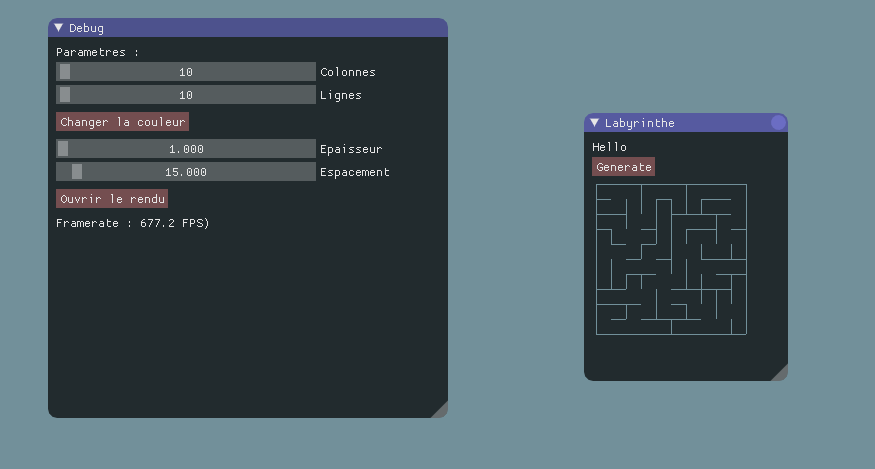 Debug
Parametres :
10 Colonnes
10 Lignes
Changer la couleur
1.000 Epaisseur
15.000 Espacement
Ouvrir le rendu
Framerate : 677.2 FPS)
Labyrinthe
Hello
Generate